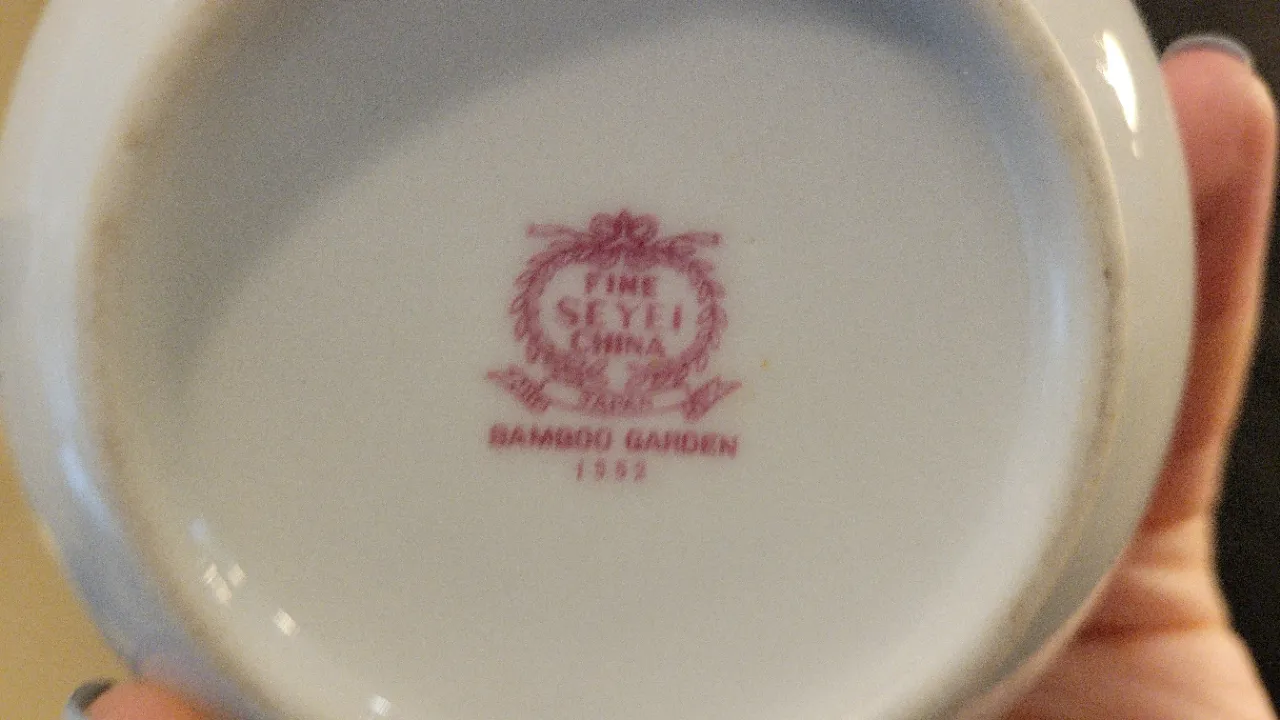 FINE
SEYEI
CHINA
JAPAN
BAMBOO GARDEN